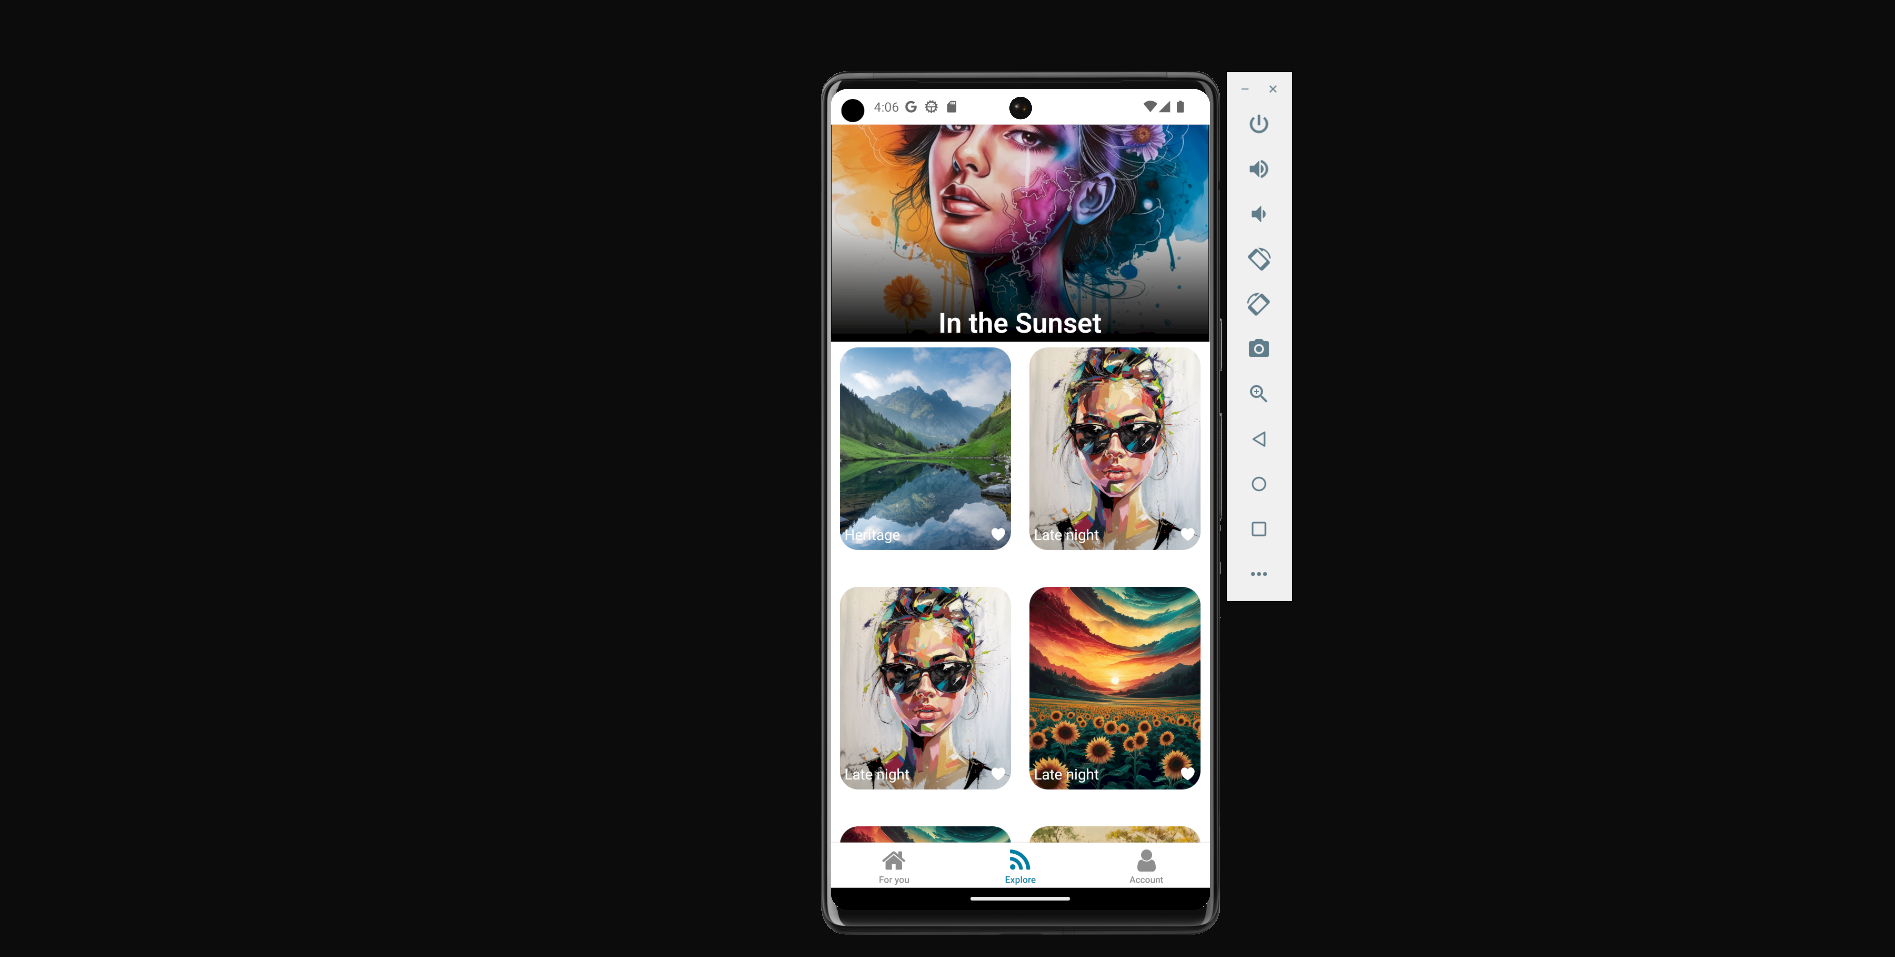 4:06
In the Sunset
Heritage
Late night
Late night
Late night
For you
Explore
Account